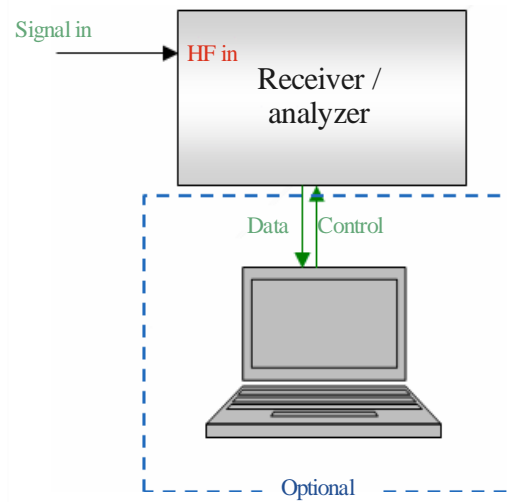 Signal in
HF in
Receiver /
analyzer
Data
Control
Optional